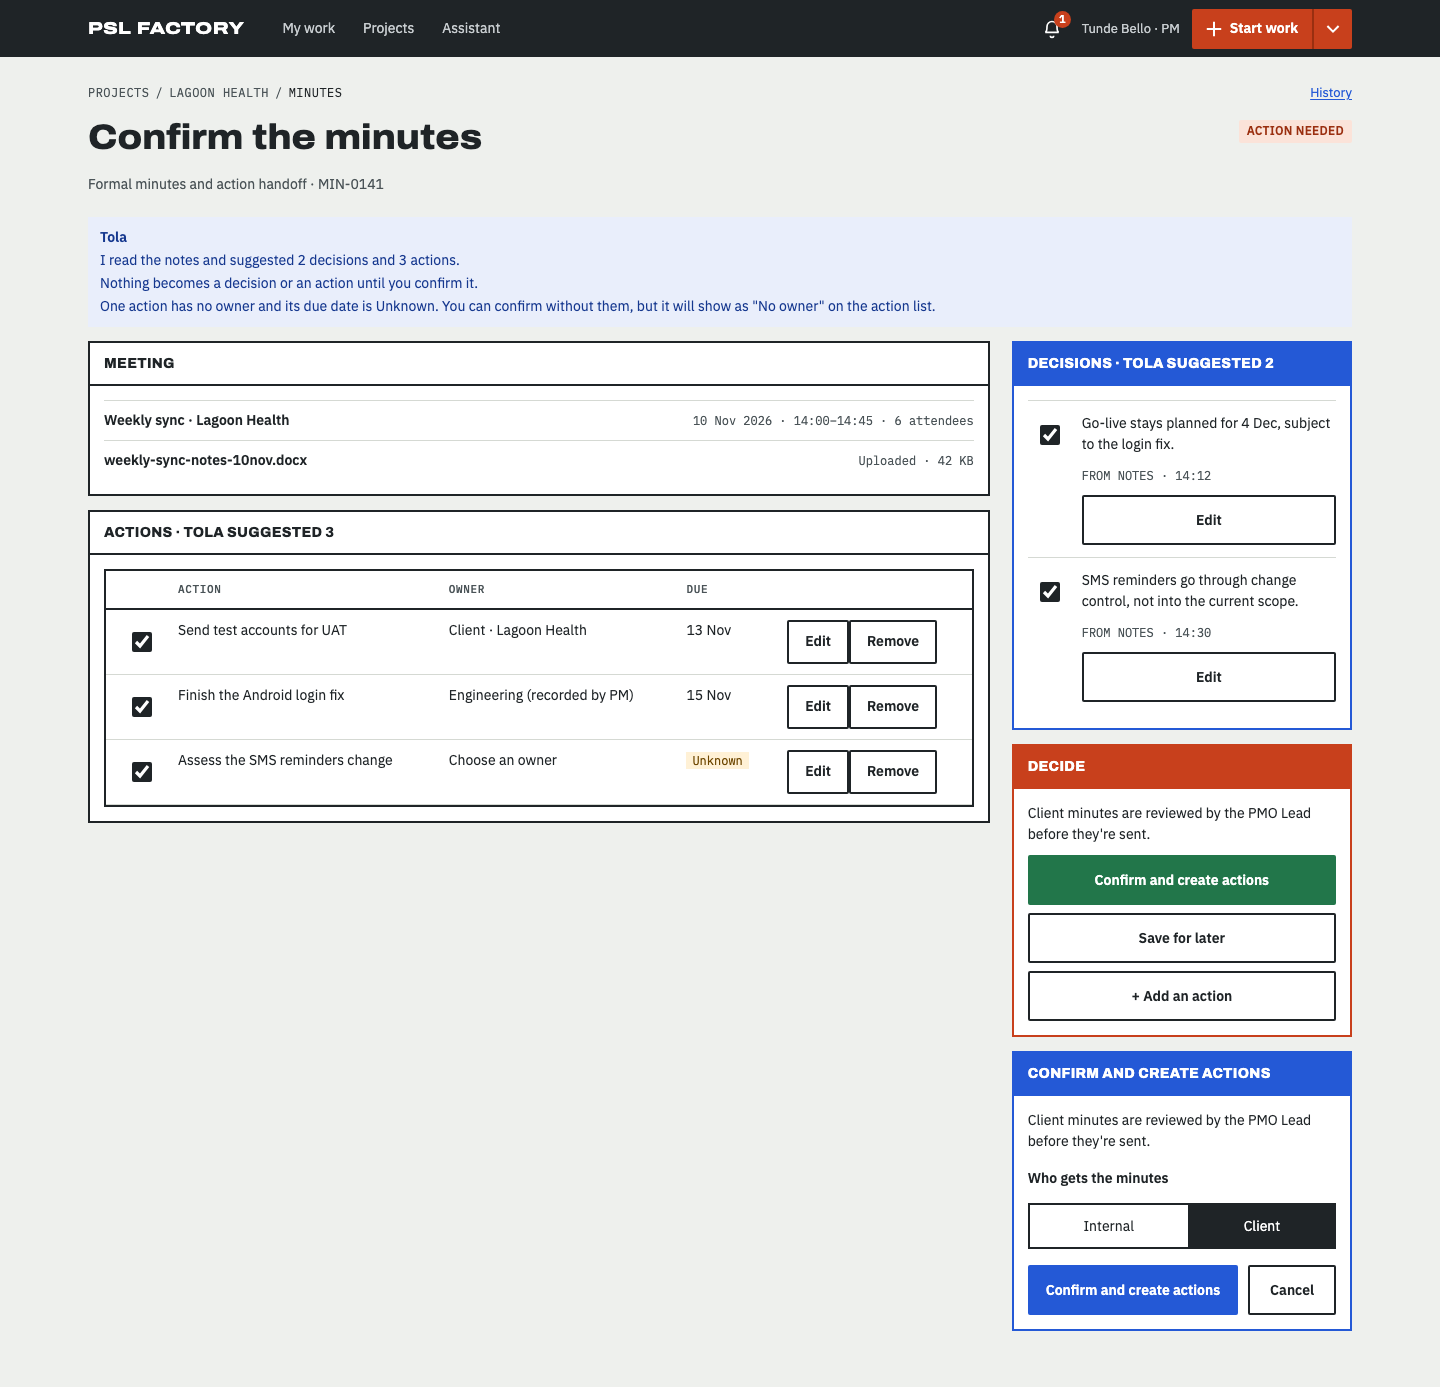 PSL FACTORY
My work
Projects
Assistant
1
Tunde Bello · PM
Start work
PROJECTS / LAGOON HEALTH / MINUTES
History
Confirm the minutes
ACTION NEEDED
Formal minutes and action handoff · MIN-0141
Tola
I read the notes and suggested 2 decisions and 3 actions.
Nothing becomes a decision or an action until you confirm it.
One action has no owner and its due date is Unknown. You can confirm without them, but it will show as "No owner" on the action list.
MEETING
Weekly sync · Lagoon Health
10 Nov 2026 · 14:00–14:45 · 6 attendees
weekly-sync-notes-10nov.docx
Uploaded · 42 KB
ACTIONS · TOLA SUGGESTED 3
ACTION OWNER DUE
Send test accounts for UAT
Client · Lagoon Health
13 Nov
Edit
Remove
Finish the Android login fix
Engineering (recorded by PM)
15 Nov
Edit
Remove
Assess the SMS reminders change
Choose an owner
Unknown
Edit
Remove
DECISIONS · TOLA SUGGESTED 2
Go-live stays planned for 4 Dec, subject
to the login fix.
FROM NOTES · 14:12
Edit
SMS reminders go through change
control, not into the current scope.
FROM NOTES · 14:30
Edit
DECIDE
Client minutes are reviewed by the PMO Lead
before they're sent.
Confirm and create actions
Save for later
+ Add an action
CONFIRM AND CREATE ACTIONS
Client minutes are reviewed by the PMO Lead
before they're sent.
Who gets the minutes
Internal
Client
Confirm and create actions
Cancel